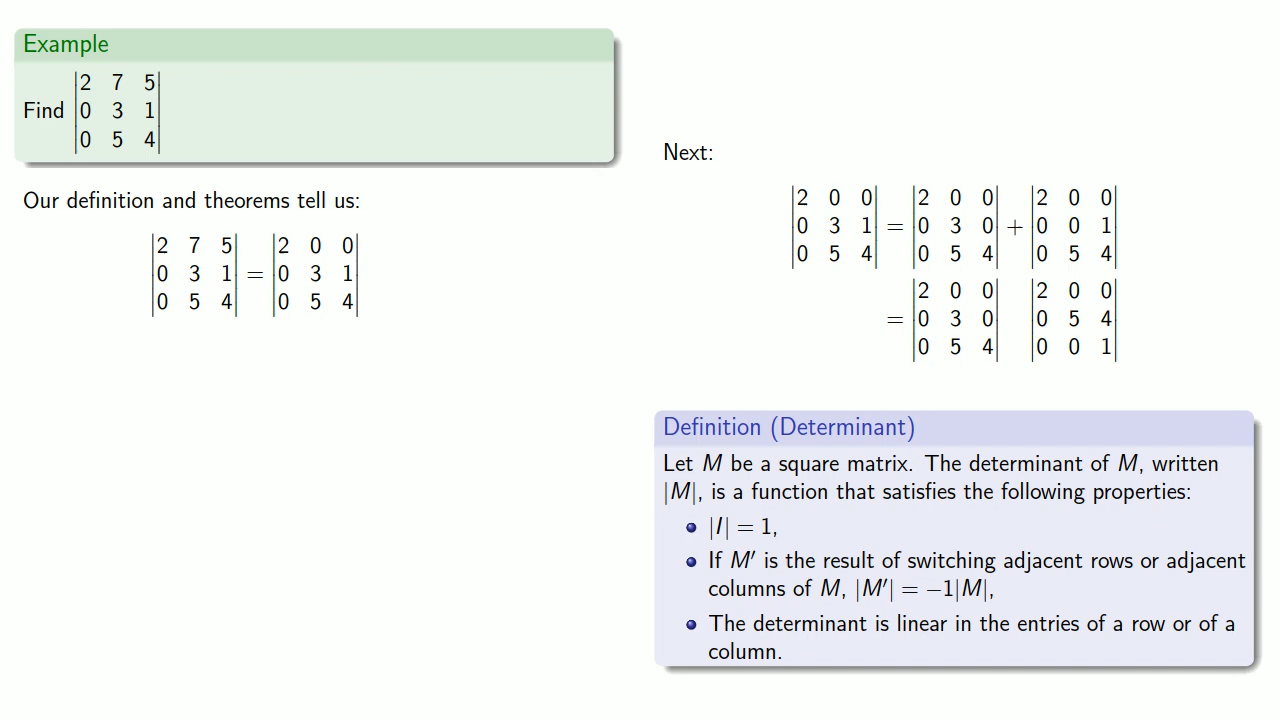 Example
Find |2 7 5|
|0 3 1|
|0 5 4|
Our definition and theorems tell us:
|2 7 5| |2 0 0|
|0 3 1| = |0 3 1|
|0 5 4| |0 5 4|
Next:
|2 0 0| |2 0 0| |2 0 0|
|0 3 1| = |0 3 0| + |0 0 1|
|0 5 4| |0 5 4| |0 5 4|
|2 0 0| |2 0 0|
= |0 3 0| |0 5 4|
|0 5 4| |0 0 1|
Definition (Determinant)
Let M be a square matrix. The determinant of M, written
|M|, is a function that satisfies the following properties:
• |I| = 1,
• If M′ is the result of switching adjacent rows or adjacent
columns of M, |M′| = −1|M|,
• The determinant is linear in the entries of a row or of a
column.